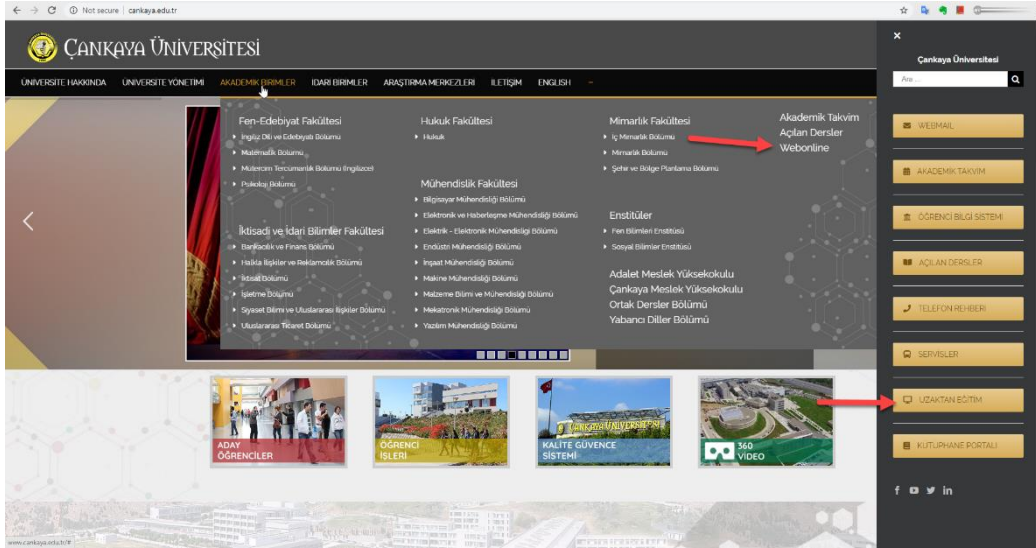 Not secure | cankaya.edu.tr
ÇANKAYA ÜNİVERSİTESİ
ÜNİVERSİTE HAKKINDA ÜNİVERSİTE YÖNETİMİ AKADEMİK BİRİMLER İDARİ BİRİMLER ARAŞTIRMA MERKEZLERİ İLETİŞİM ENGLISH
Fen-Edebiyat Fakültesi
İngiliz Dili ve Edebiyatı Bölümü
Matematik Bölümü
Mütercim Tercümanlık Bölümü (İngilizce)
Psikoloji Bölümü
İktisadi ve İdari Bilimler Fakültesi
Bankacılık ve Finans Bölümü
Halkla İlişkiler ve Reklamcılık Bölümü
İktisat Bölümü
İşletme Bölümü
Siyaset Bilimi ve Uluslararası İlişkiler Bölümü
Uluslararası Ticaret Bölümü
Hukuk Fakültesi
Hukuk
Mühendislik Fakültesi
Bilgisayar Mühendisliği Bölümü
Elektronik ve Haberleşme Mühendisliği Bölümü
Elektrik - Elektronik Mühendisliği Bölümü
Endüstri Mühendisliği Bölümü
İnşaat Mühendisliği Bölümü
Makine Mühendisliği Bölümü
Malzeme Bilimi ve Mühendisliği Bölümü
Mekatronik Mühendisliği Bölümü
Yazılım Mühendisliği Bölümü
Mimarlık Fakültesi
İç Mimarlık Bölümü
Mimarlık Bölümü
Şehir ve Bölge Planlama Bölümü
Enstitüler
Fen Bilimleri Enstitüsü
Sosyal Bilimler Enstitüsü
Adalet Meslek Yüksekokulu
Çankaya Meslek Yüksekokulu
Ortak Dersler Bölümü
Yabancı Diller Bölümü
Akademik Takvim
Açılan Dersler
Webonline
ADAY
ÖĞRENCİLER
ÖĞRENCİ
İŞLERİ
ÇANKAYA ÜNİVERSİTESİ
KALİTE GÜVENCE
SİSTEMİ
360
VIDEO
www.cankaya.edu.tr/#
Çankaya Üniversitesi
Ara ...
WEBMAIL
AKADEMİK TAKVİM
ÖĞRENCİ BİLGİ SİSTEMİ
AÇILAN DERSLER
TELEFON REHBERİ
SERVİSLER
UZAKTAN EĞİTİM
KÜTÜPHANE PORTALI